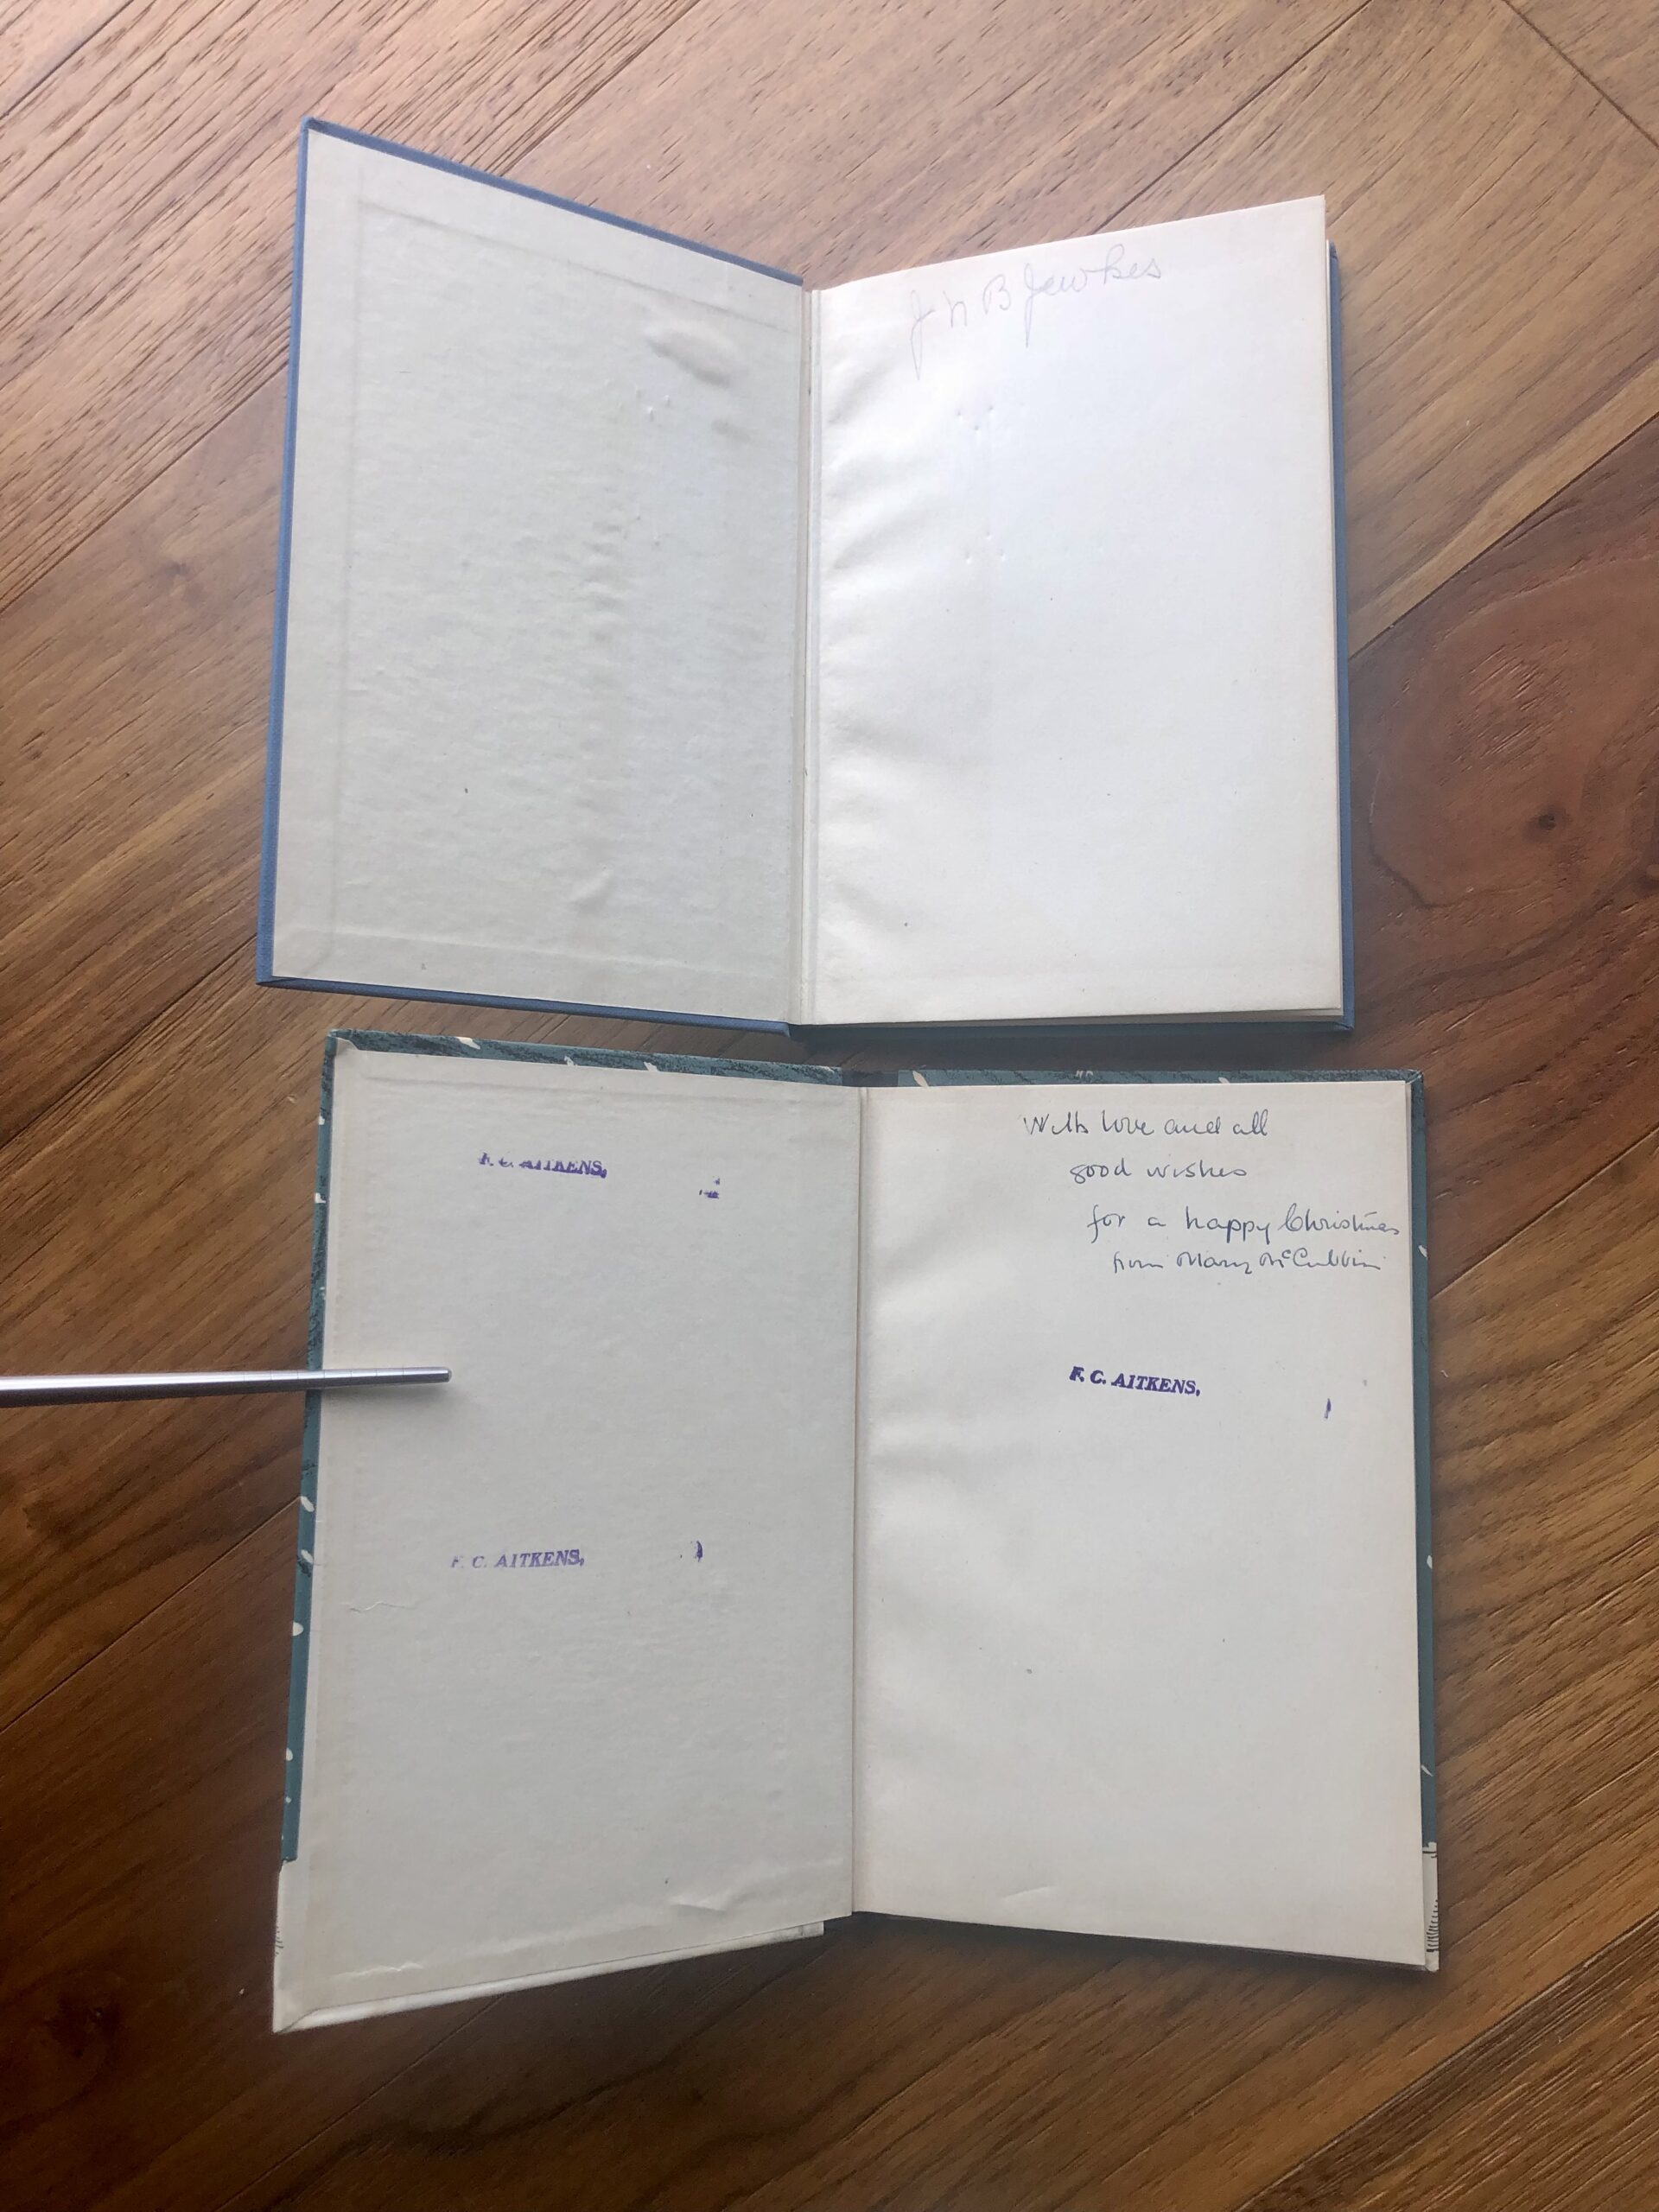 J N B Jewkes
F. C. AITKENS,
F. C. AITKENS,
With love and all
good wishes
for a happy Christmas
from Mary McCubbin
F. C. AITKENS,